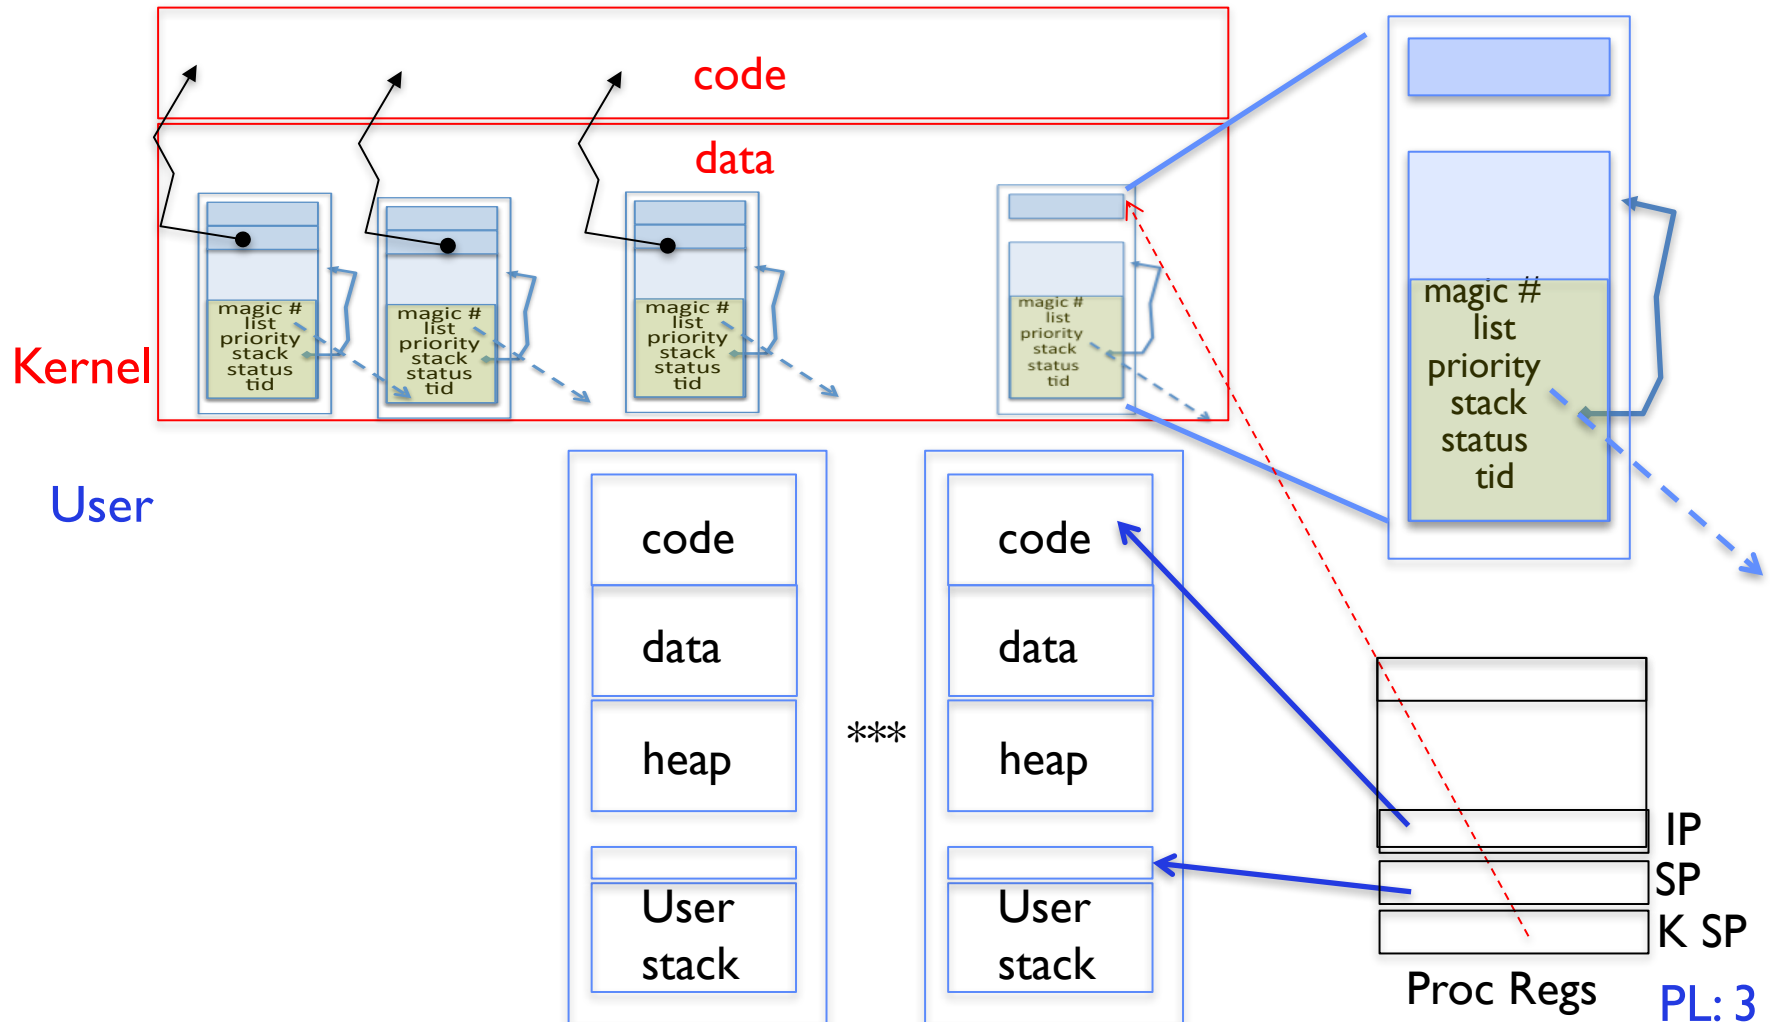 code
data
magic #
list
priority
stack
status
tid
magic #
list
priority
stack
status
tid
magic #
list
priority
stack
status
tid
magic #
list
priority
stack
status
tid
magic #
list
priority
stack
status
tid
Kernel
User
code
data
heap
User
stack
***
code
data
heap
User
stack
IP
SP
K SP
Proc Regs
PL: 3